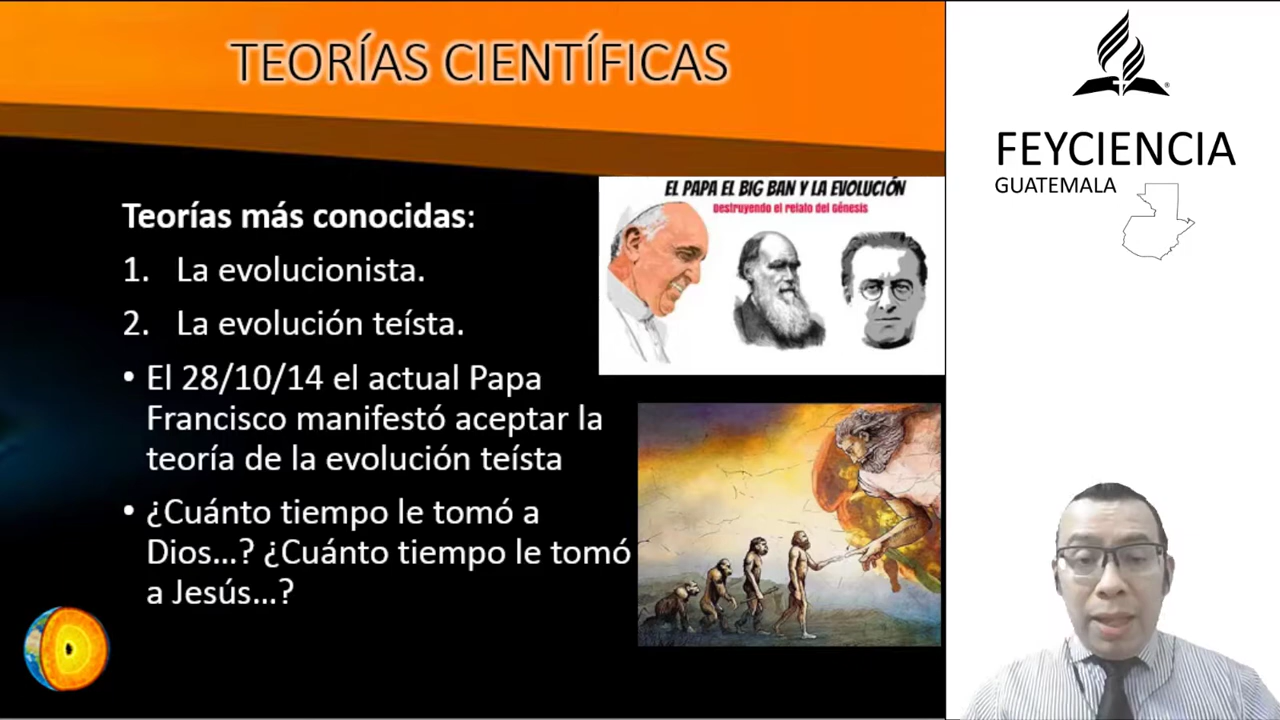 TEORÍAS CIENTÍFICAS
Teorías más conocidas:
1. La evolucionista.
2. La evolución teísta.
• El 28/10/14 el actual Papa
Francisco manifestó aceptar la
teoría de la evolución teísta
• ¿Cuánto tiempo le tomó a
Dios...? ¿Cuánto tiempo le tomó
a Jesús...?
EL PAPA EL BIG BAN Y LA EVOLUCIÓN
Destruyendo el relato del Génesis
FEYCIENCIA
GUATEMALA